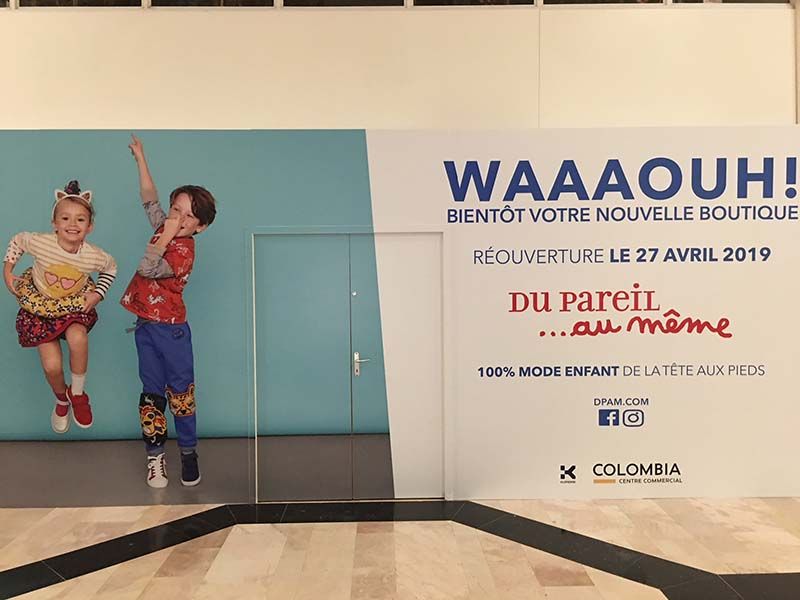 WAAAOUH!
BIENTÔT VOTRE NOUVELLE BOUTIQUE
RÉOUVERTURE LE 27 AVRIL 2019
DU PAREIL
...au même
100% MODE ENFANT DE LA TÊTE AUX PIEDS
DPAM.COM
COLOMBIA
CENTRE COMMERCIAL